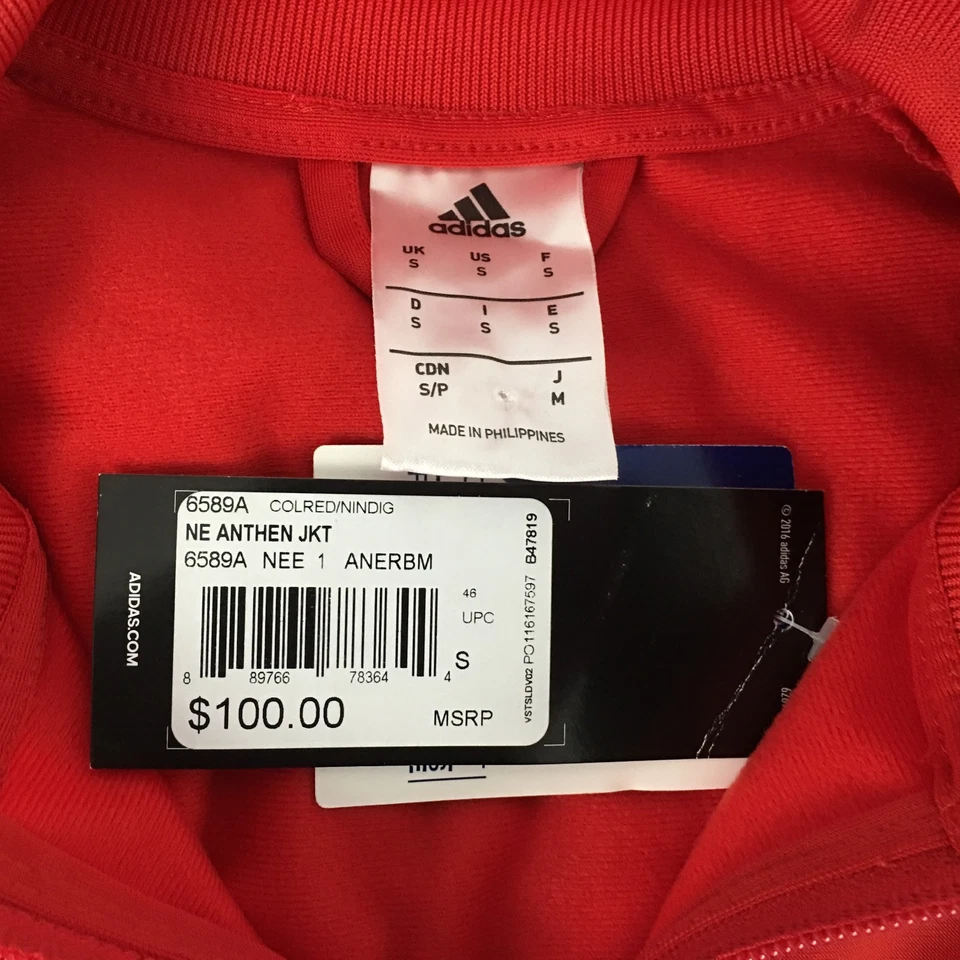 adidas
UK US F
S S S
D I E
S S S
CDN J
S/P M
MADE IN PHILIPPINES
ADIDAS.COM
6589A COLRED/NINDIG
NE ANTHEN JKT
6589A NEE 1 ANERBM
46
UPC
S
8 89766 78364 4
$100.00 MSRP
VSTSLDV02 PO116167597 B47819
© 2016 adidas AG